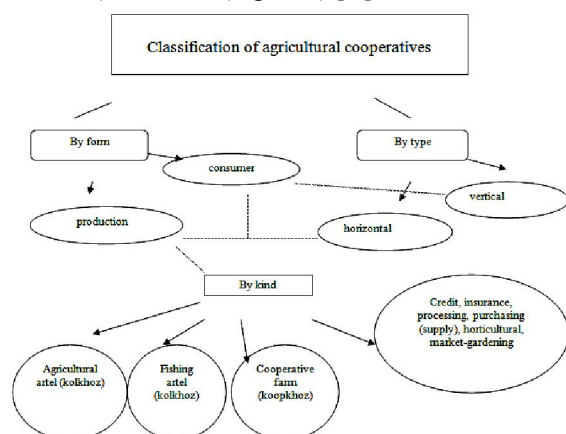 Classification of agricultural cooperatives
By form
By type
consumer
vertical
production
horizontal
By kind
Credit, insurance,
processing, purchasing
(supply), horticultural,
market-gardening
Agricultural
artel (kolkhoz)
Fishing
artel
(kolkhoz)
Cooperative
farm
(koopkhoz)